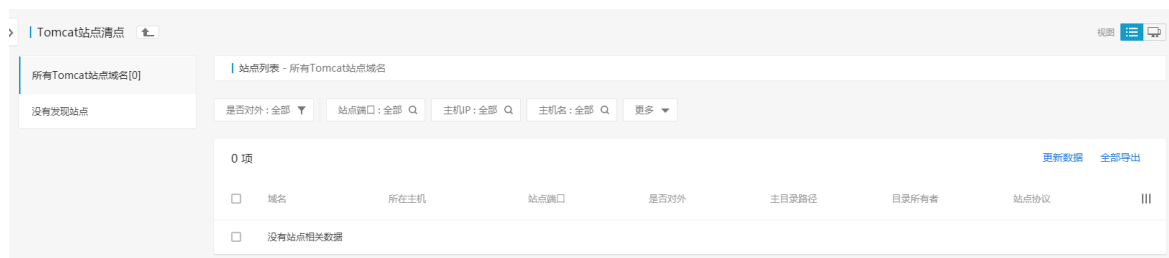 Tomcat站点清点
视图
所有Tomcat站点域名[0]
没有发现站点
站点列表 - 所有Tomcat站点域名
是否对外 : 全部 站点端口 : 全部 主机IP : 全部 主机名 : 全部 更多
0 项 更新数据 全部导出
域名 所在主机 站点端口 是否对外 主目录路径 目录所有者 站点协议
没有站点相关数据